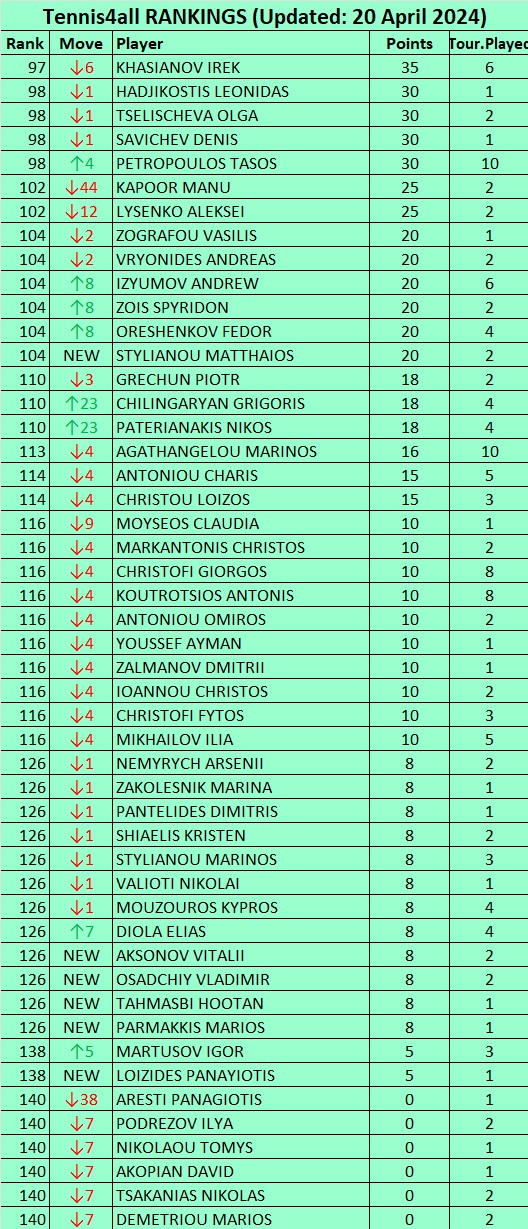 Tennis4all RANKINGS (Updated: 20 April 2024)
Rank Move Player Points Tour.Played
97 ↓6 KHASIANOV IREK 35 6
98 ↓1 HADJIKOSTIS LEONIDAS 30 1
98 ↓1 TSELISCHEVA OLGA 30 2
98 ↓1 SAVICHEV DENIS 30 1
98 ↑4 PETROPOULOS TASOS 30 10
102 ↓44 KAPOOR MANU 25 2
102 ↓12 LYSENKO ALEKSEI 25 2
104 ↓2 ZOGRAFOU VASILIS 20 1
104 ↓2 VRYONIDES ANDREAS 20 2
104 ↑8 IZYUMOV ANDREW 20 6
104 ↑8 ZOIS SPYRIDON 20 2
104 ↑8 ORESHENKOV FEDOR 20 4
104 NEW STYLIANOU MATTHAIOS 20 2
110 ↓3 GRECHUN PIOTR 18 2
110 ↑23 CHILINGARYAN GRIGORIS 18 4
110 ↑23 PATERIANAKIS NIKOS 18 4
113 ↓4 AGATHANGELOU MARINOS 16 10
114 ↓4 ANTONIOU CHARIS 15 5
114 ↓4 CHRISTOU LOIZOS 15 3
116 ↓9 MOYSEOS CLAUDIA 10 1
116 ↓4 MARKANTONIS CHRISTOS 10 2
116 ↓4 CHRISTOFI GIORGOS 10 8
116 ↓4 KOUTROTSIOS ANTONIS 10 8
116 ↓4 ANTONIOU OMIROS 10 2
116 ↓4 YOUSSEF AYMAN 10 1
116 ↓4 ZALMANOV DMITRII 10 1
116 ↓4 IOANNOU CHRISTOS 10 2
116 ↓4 CHRISTOFI FYTOS 10 3
116 ↓4 MIKHAILOV ILIA 10 5
126 ↓1 NEMYRYCH ARSENII 8 2
126 ↓1 ZAKOLESNIK MARINA 8 1
126 ↓1 PANTELIDES DIMITRIS 8 1
126 ↓1 SHIAELIS KRISTEN 8 2
126 ↓1 STYLIANOU MARINOS 8 3
126 ↓1 VALIOTI NIKOLAI 8 1
126 ↓1 MOUZOUROS KYPROS 8 4
126 ↑7 DIOLA ELIAS 8 4
126 NEW AKSONOV VITALII 8 2
126 NEW OSADCHIY VLADIMIR 8 2
126 NEW TAHMASBI HOOTAN 8 1
126 NEW PARMAKKIS MARIOS 8 1
138 ↑5 MARTUSOV IGOR 5 3
138 NEW LOIZIDES PANAYIOTIS 5 1
140 ↓38 ARESTI PANAGIOTIS 0 1
140 ↓7 PODREZOV ILYA 0 2
140 ↓7 NIKOLAOU TOMYS 0 1
140 ↓7 AKOPIAN DAVID 0 1
140 ↓7 TSAKANIAS NIKOLAS 0 2
140 ↓7 DEMETRIOU MARIOS 0 2